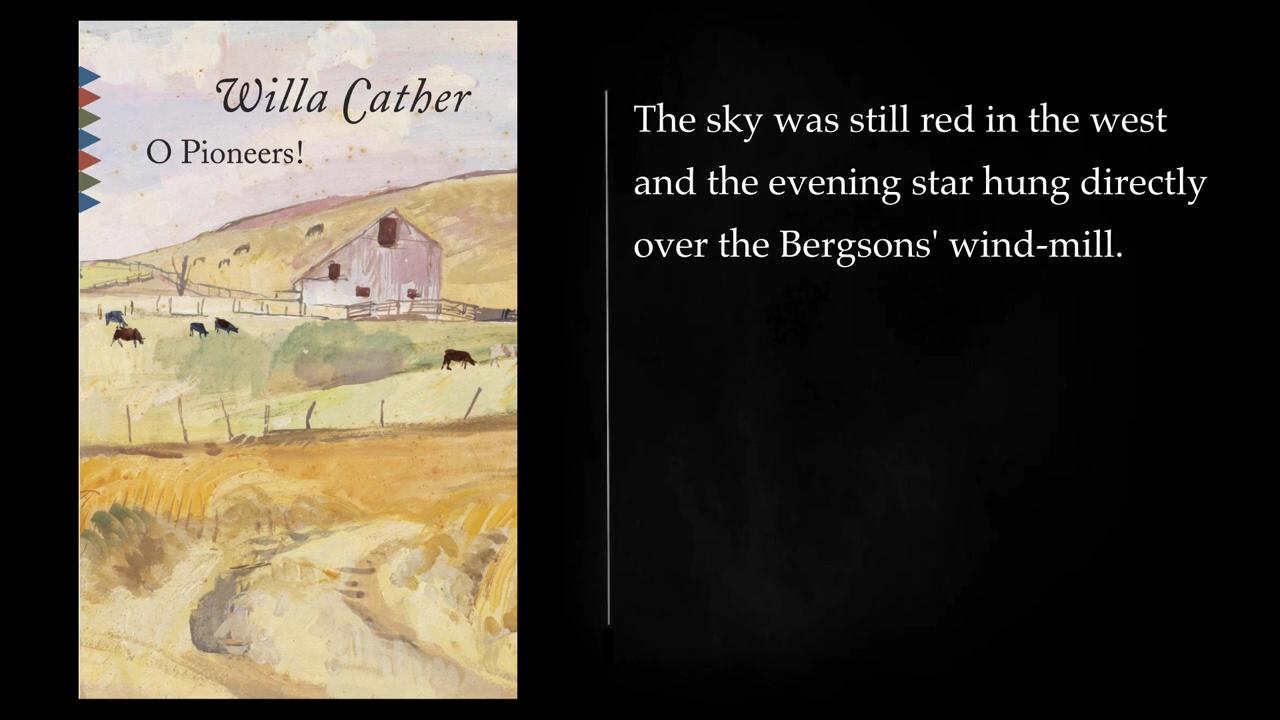 Willa Cather
O Pioneers!
The sky was still red in the west
and the evening star hung directly
over the Bergsons' wind-mill.